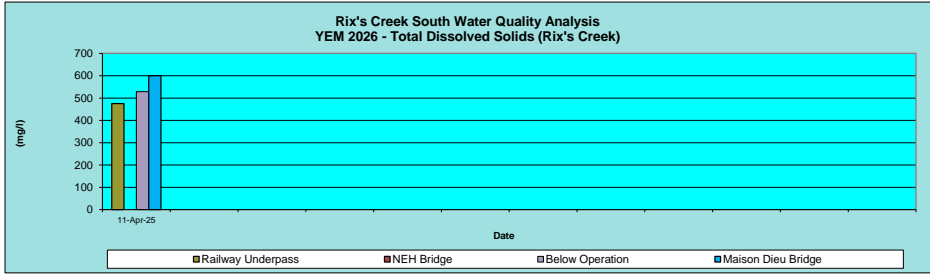 Rix's Creek South Water Quality Analysis
YEM 2026 - Total Dissolved Solids (Rix's Creek)
700
600
500
400
300
200
100
0
(mg/l)
11-Apr-25
Date
Railway Underpass NEH Bridge Below Operation Maison Dieu Bridge